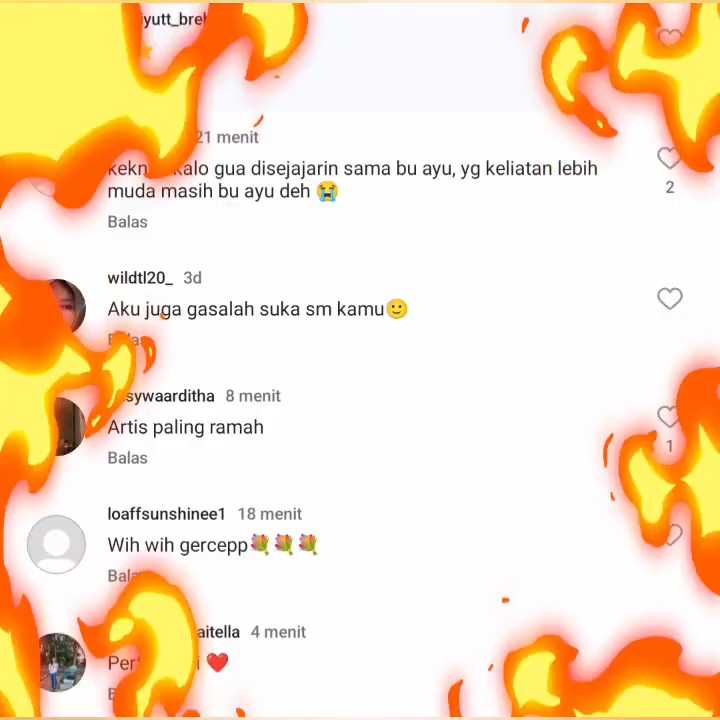 21 menit
kalo gua disejajarin sama bu ayu, yg keliatan lebih
muda masih bu ayu deh 😭
2
Balas
wildtl20_ 3d
Aku juga gasalah suka sm kamu🙂
sywaarditha 8 menit
Artis paling ramah
1
Balas
loaffsunshinee1 18 menit
Wih wih gercepp💐💐💐
aitella 4 menit
❤️